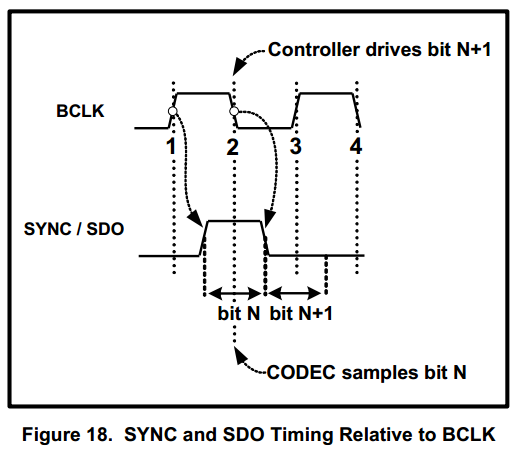 Controller drives bit N+1
BCLK
1 2 3 4
SYNC / SDO
bit N bit N+1
CODEC samples bit N
Figure 18. SYNC and SDO Timing Relative to BCLK